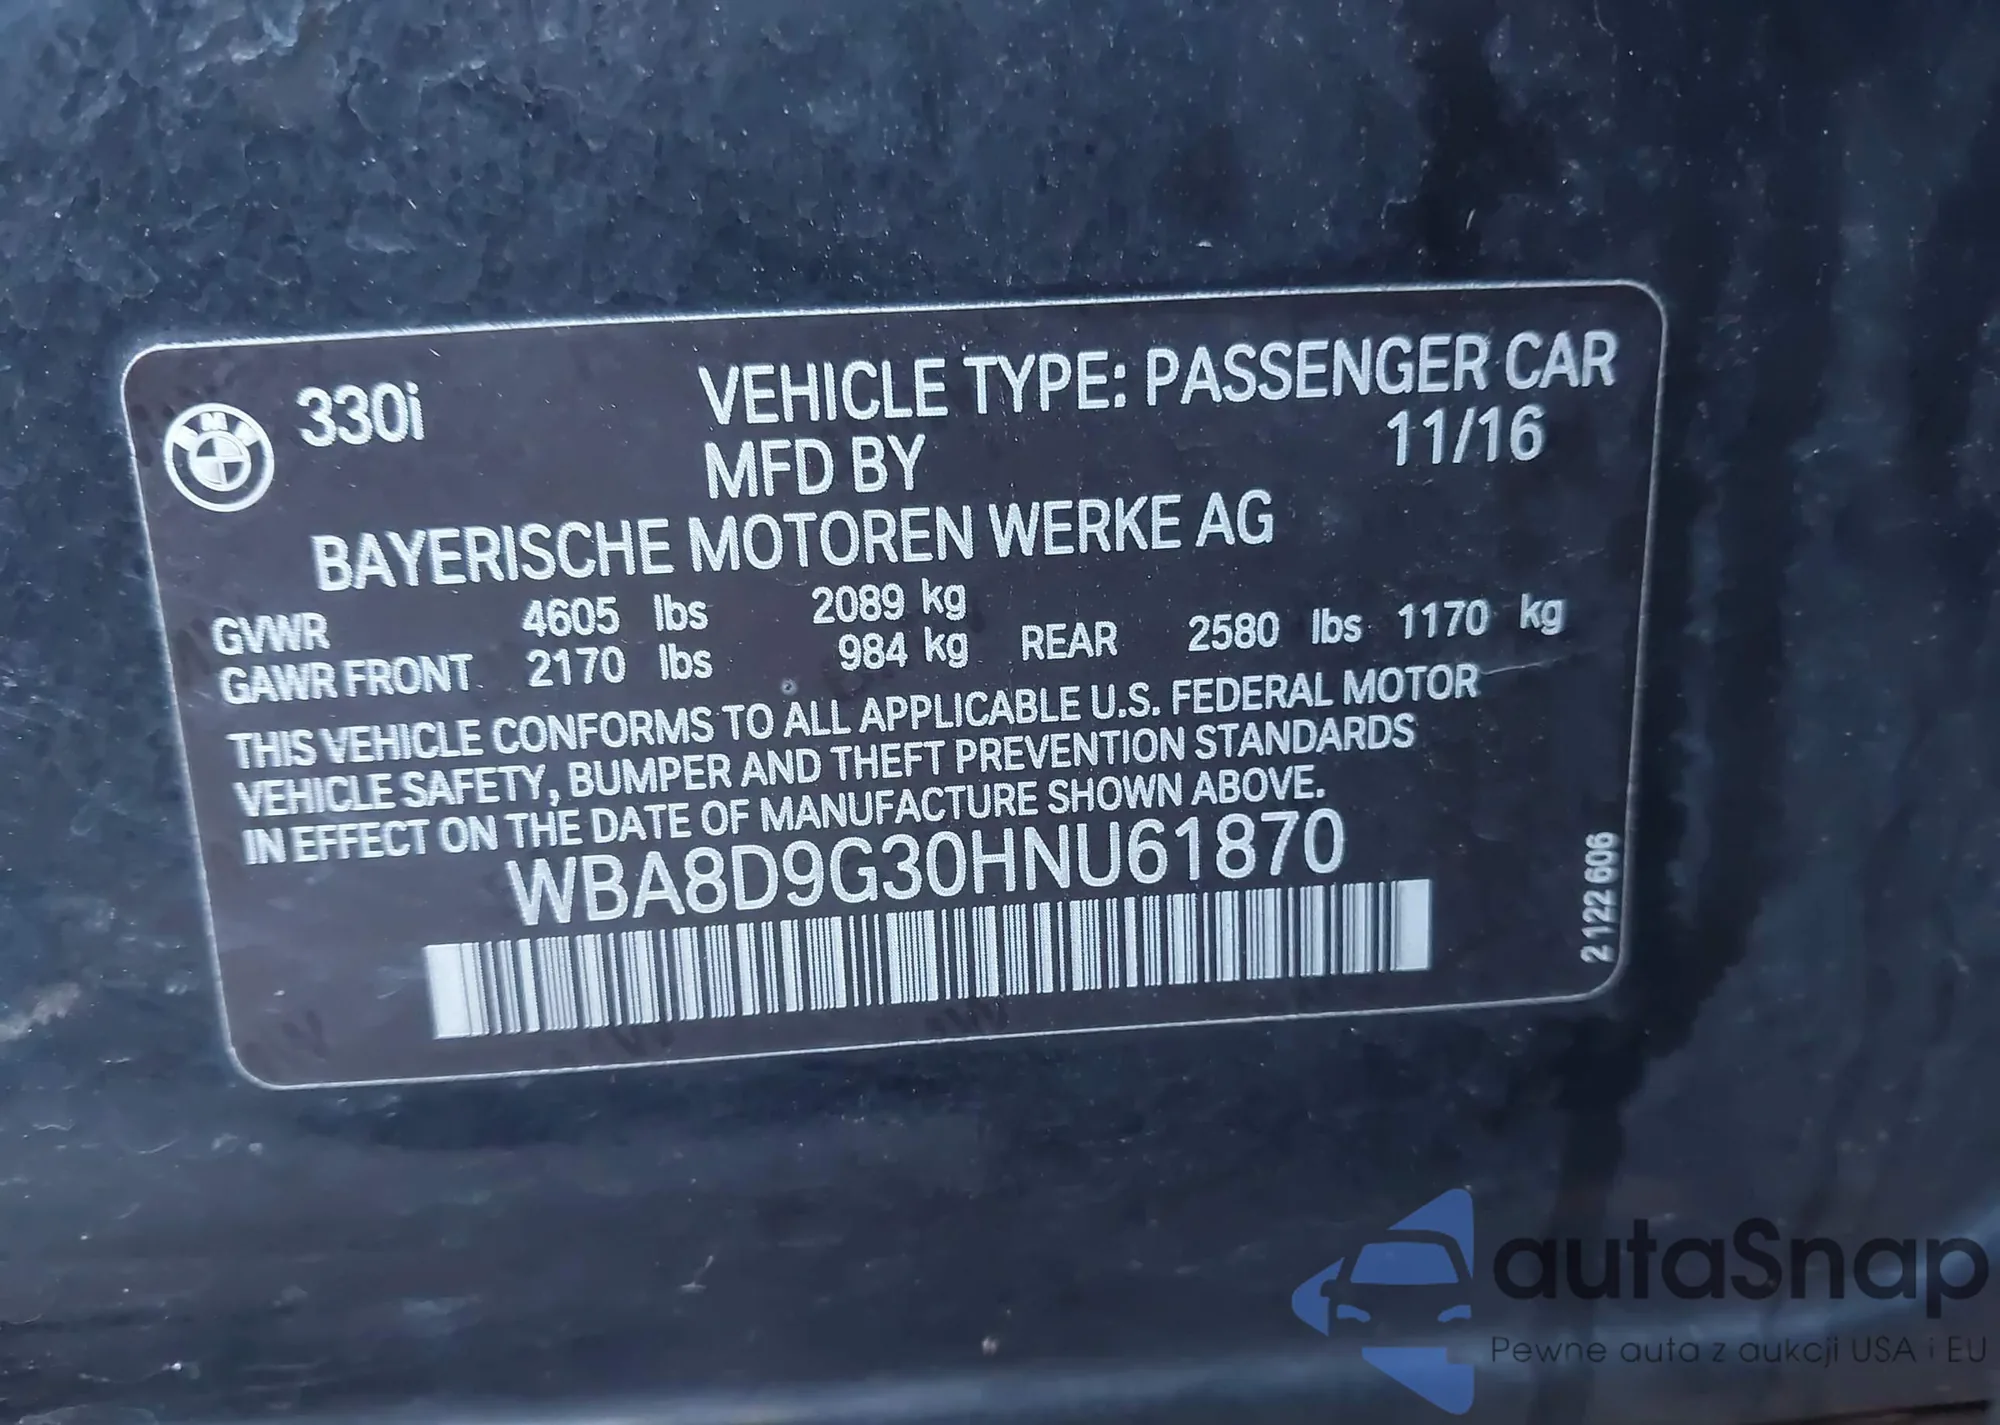 BMW
330i
VEHICLE TYPE: PASSENGER CAR
MFD BY 11/16
BAYERISCHE MOTOREN WERKE AG
GVWR 4605 lbs 2089 kg
GAWR FRONT 2170 lbs 984 kg REAR 2580 lbs 1170 kg
THIS VEHICLE CONFORMS TO ALL APPLICABLE U.S. FEDERAL MOTOR
VEHICLE SAFETY, BUMPER AND THEFT PREVENTION STANDARDS
IN EFFECT ON THE DATE OF MANUFACTURE SHOWN ABOVE.
WBA8D9G30HNU61870
2 122 606
autaSnap
Pewne auta z aukcji USA i EU